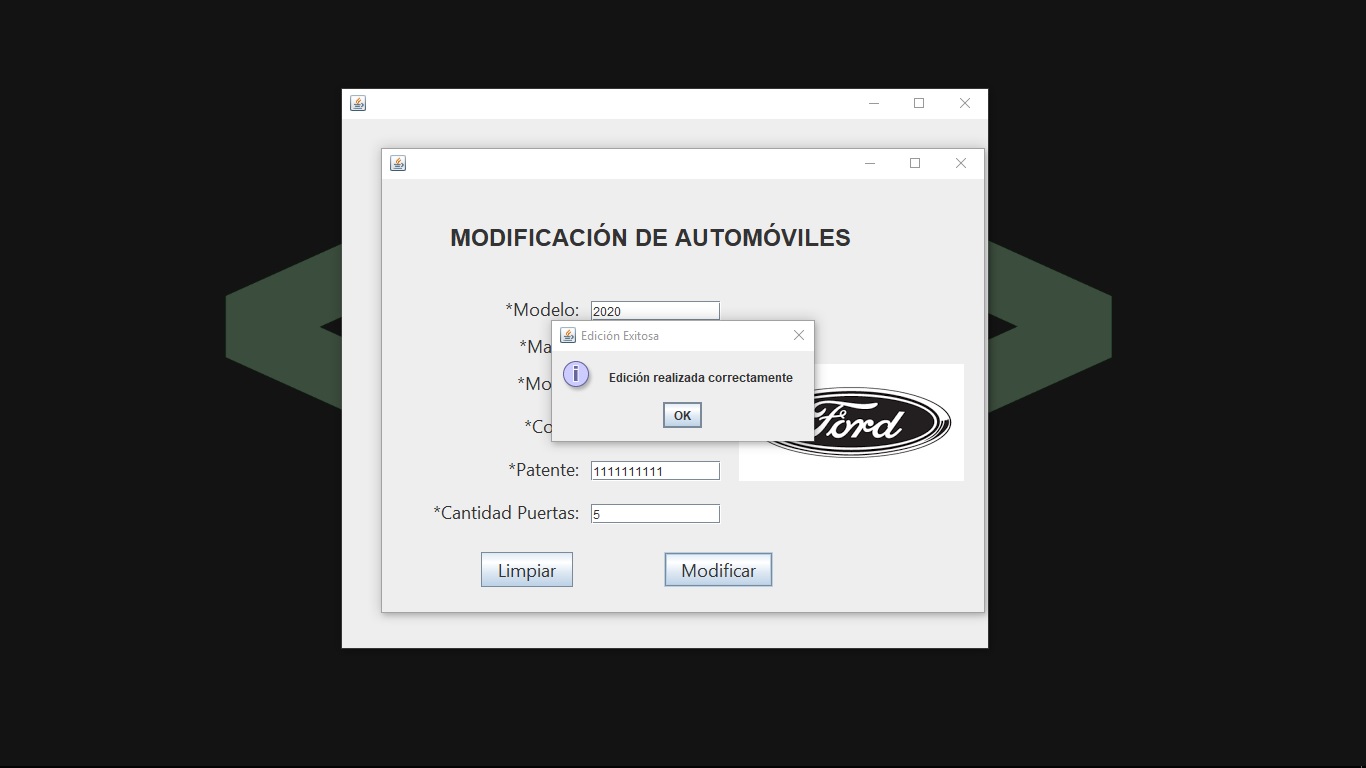 MODIFICACIÓN DE AUTOMÓVILES
*Modelo: 2020
Edición Exitosa
*Ma
Edición realizada correctamente
*Mo
OK
*Co
Ford
*Patente: 1111111111
*Cantidad Puertas: 5
Limpiar
Modificar